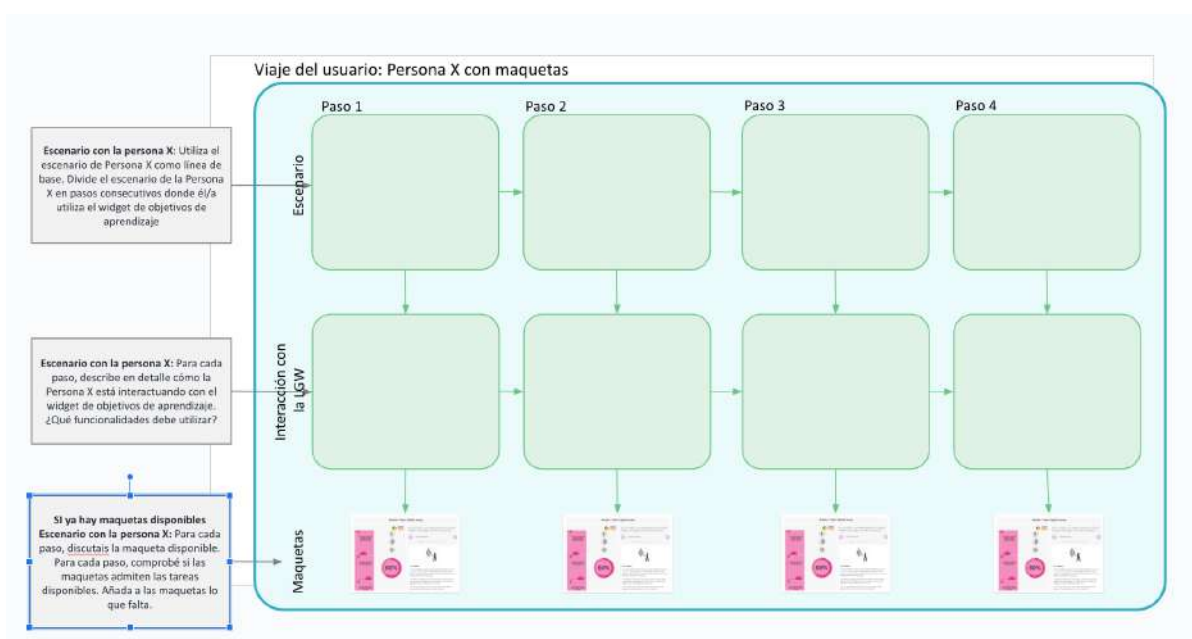 Viaje del usuario: Persona X con maquetas
Paso 1
Paso 2
Paso 3
Paso 4
Escenario con la persona X: Utiliza el
escenario de Persona X como línea de
base. Divide el escenario de la Persona
X en pasos consecutivos donde él/a
utiliza el widget de objetivos de
aprendizaje
Escenario
Escenario con la persona X: Para cada
paso, describe en detalle cómo la
Persona X está interactuando con el
widget de objetivos de aprendizaje.
¿Qué funcionalidades debe utilizar?
Interacción con
la LGW
SI ya hay maquetas disponibles
Escenario con la persona X: Para cada
paso, discutais la maqueta disponible.
Para cada paso, comprobé si las
maquetas admiten las tareas
disponibles. Añada a las maquetas lo
que falta.
Maquetas
60%
60%
60%
60%